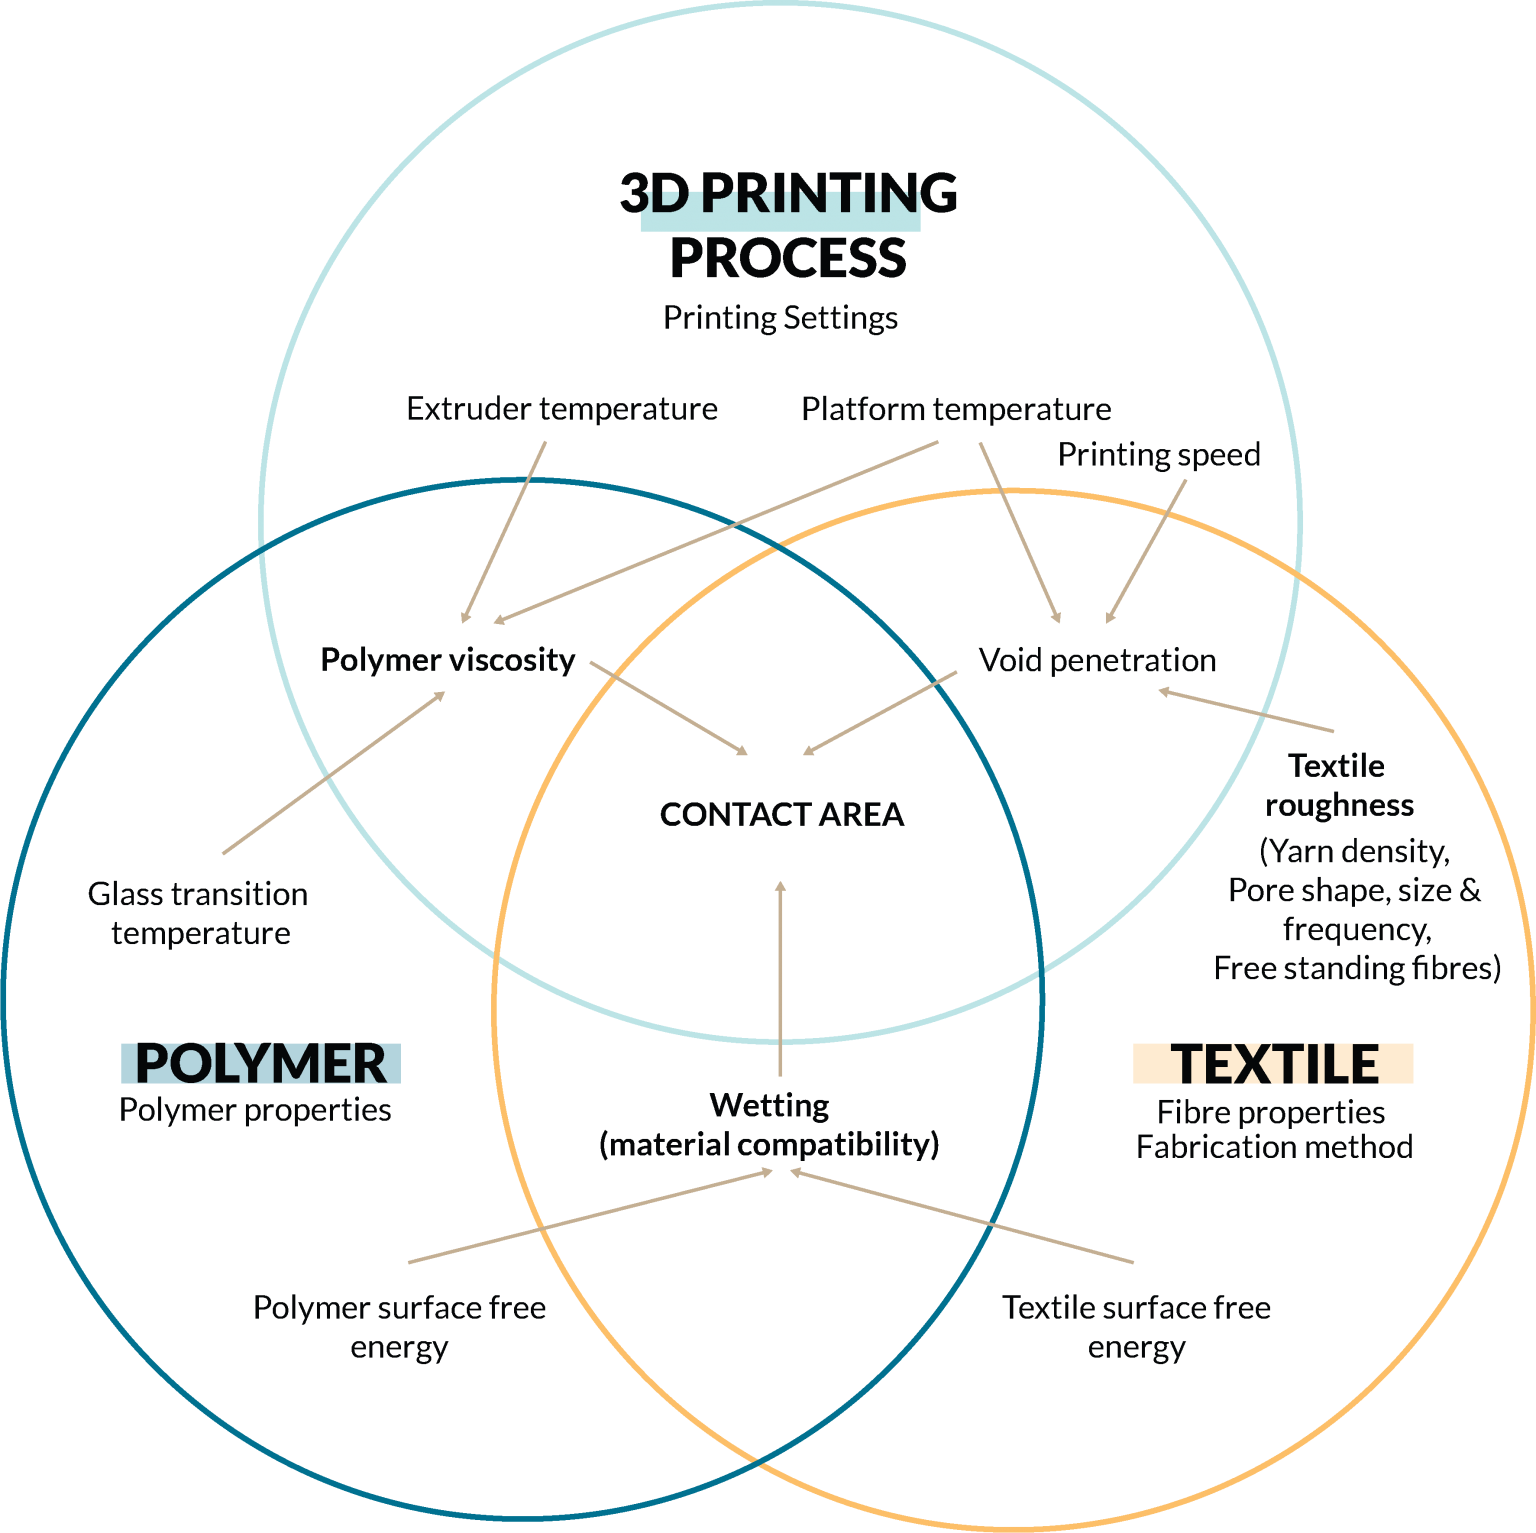 3D PRINTING
PROCESS
Printing Settings
Extruder temperature
Platform temperature
Printing speed
Polymer viscosity
Void penetration
Textile
roughness
(Yarn density,
Pore shape, size &
frequency,
Free standing fibres)
CONTACT AREA
Glass transition
temperature
POLYMER
Polymer properties
TEXTILE
Fibre properties
Fabrication method
Wetting
(material compatibility)
Polymer surface free
energy
Textile surface free
energy